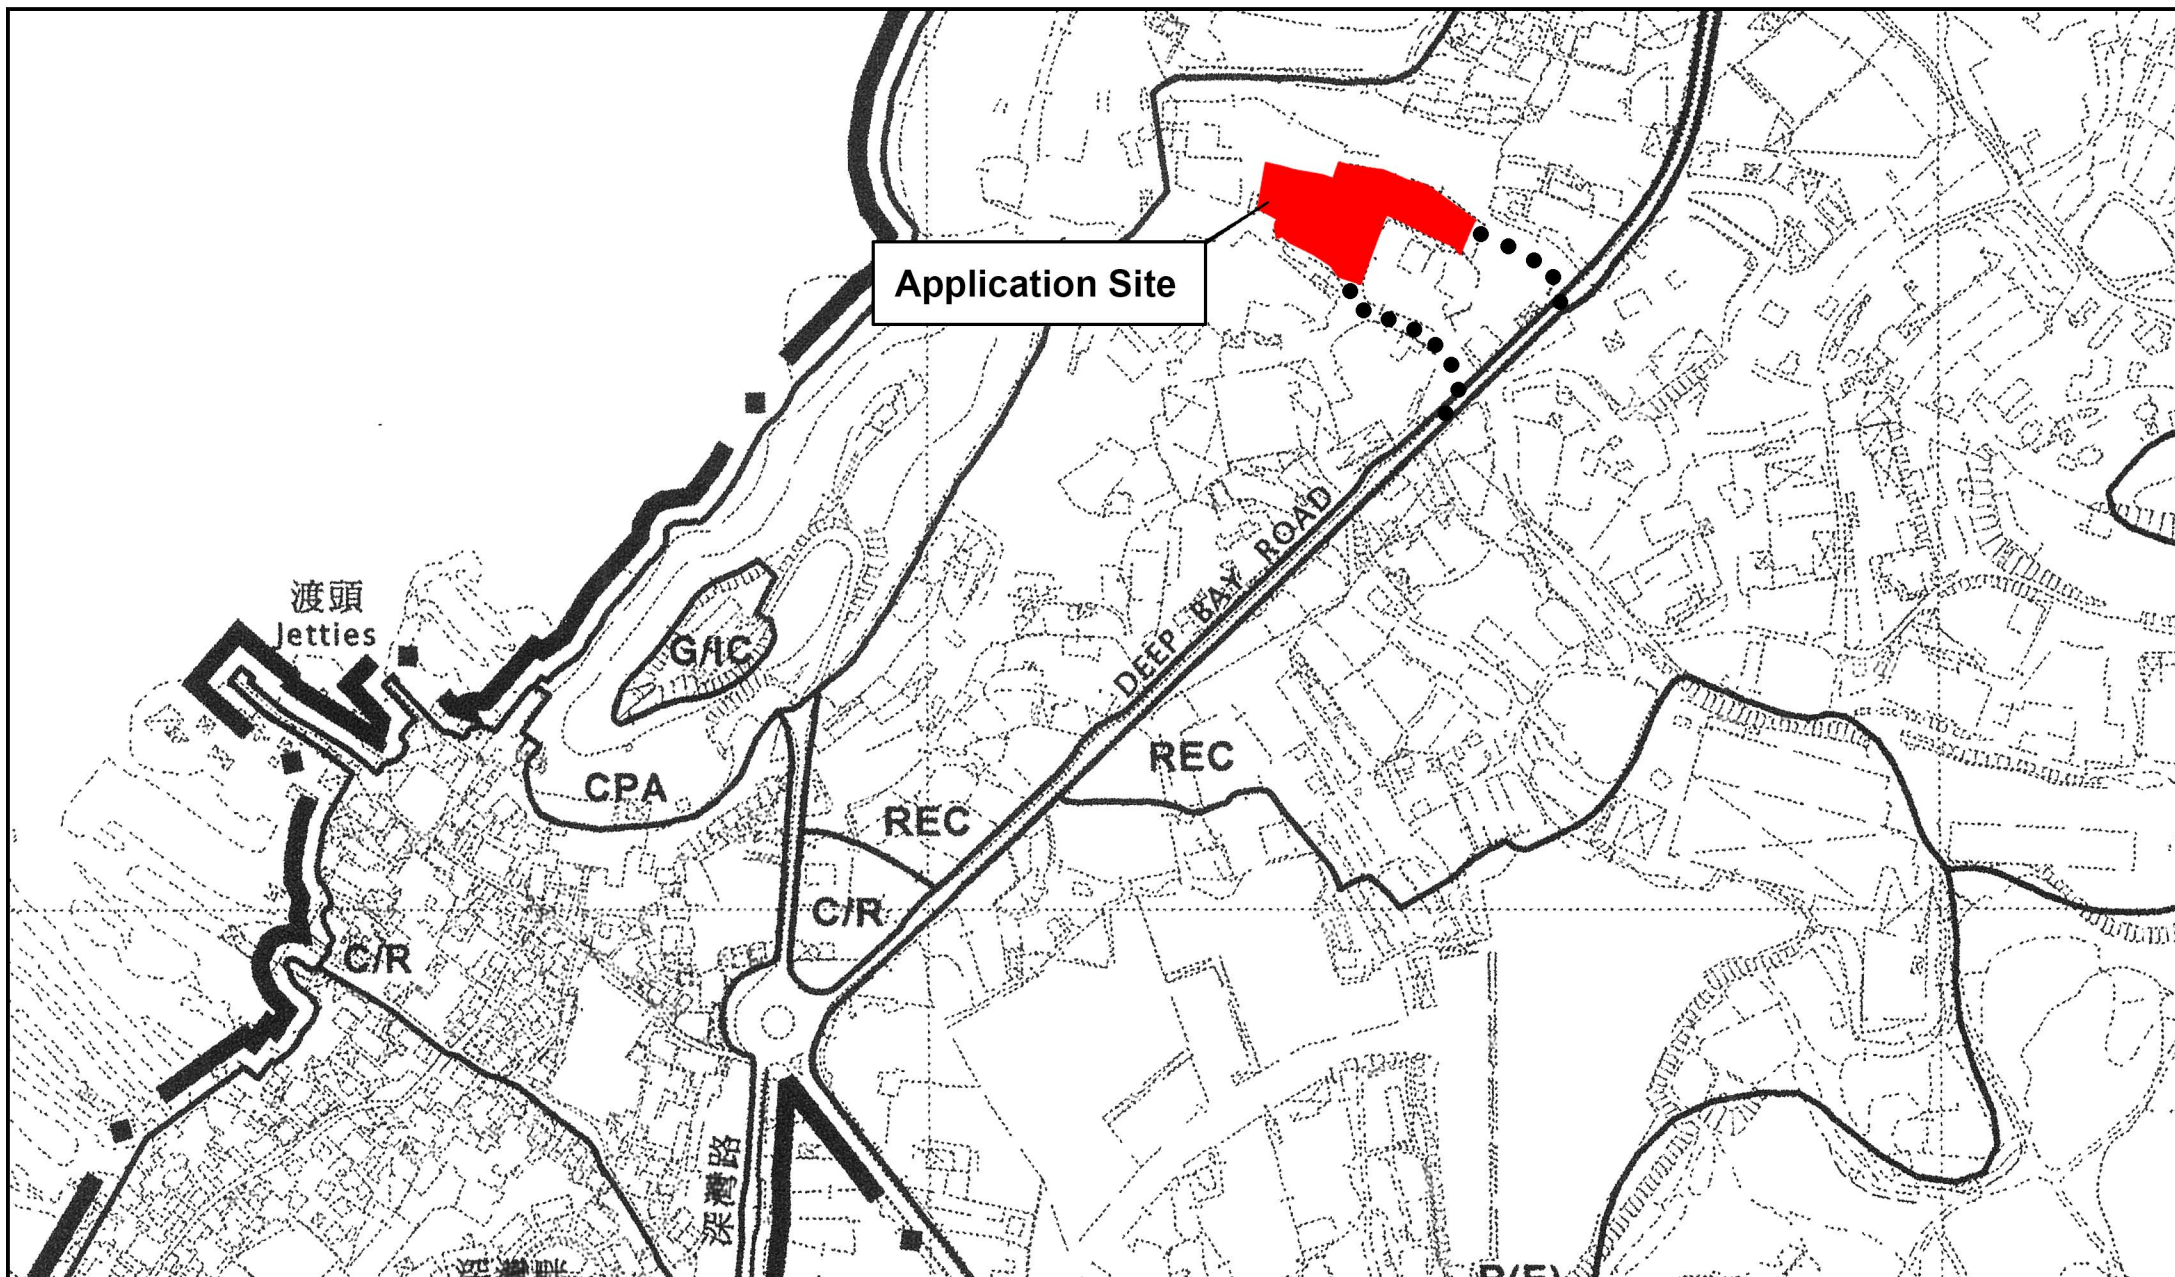 Application Site
渡頭
Jetties
DEEP BAY ROAD
G/IC
CPA
REC
REC
C/R
C/R
深灣路